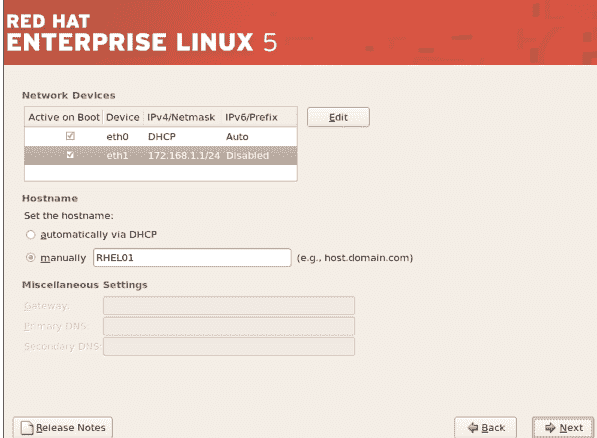 RED HAT
ENTERPRISE LINUX 5
Network Devices
Active on Boot Device IPv4/Netmask IPv6/Prefix
Edit
eth0 DHCP Auto
eth1 172.168.1.1/24 Disabled
Hostname
Set the hostname:
automatically via DHCP
manually RHEL01 (e.g., host.domain.com)
Miscellaneous Settings
Gateway:
Primary DNS:
Secondary DNS:
Release Notes Back Next